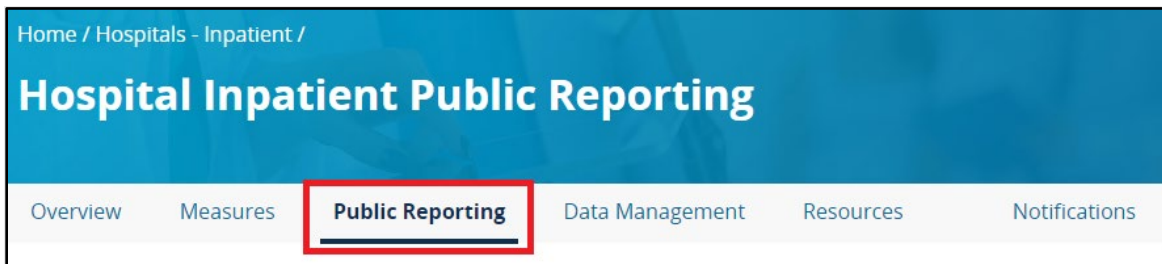 Home / Hospitals - Inpatient /
Hospital Inpatient Public Reporting
Overview Measures Public Reporting Data Management Resources Notifications